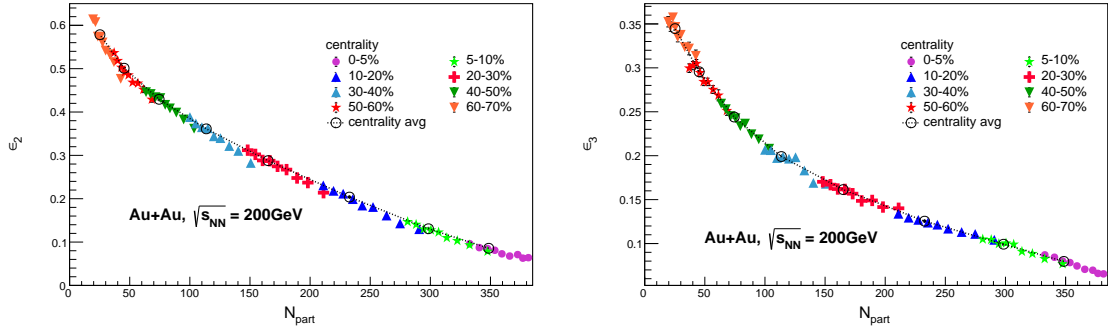 0.6
0.5
0.4
0.3
0.2
0.1
0
ε2
centrality
0-5%
5-10%
10-20%
20-30%
30-40%
40-50%
50-60%
60-70%
centrality avg
Au+Au, √sNN = 200GeV
0 50 100 150 200 250 300 350
Npart
0.35
0.3
0.25
0.2
0.15
0.1
ε3
centrality
0-5%
5-10%
10-20%
20-30%
30-40%
40-50%
50-60%
60-70%
centrality avg
Au+Au, √sNN = 200GeV
0 50 100 150 200 250 300 350
Npart